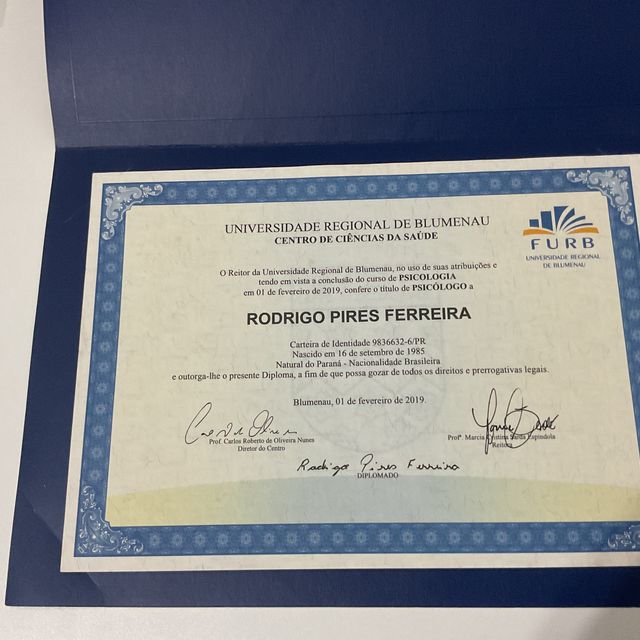 UNIVERSIDADE REGIONAL DE BLUMENAU
CENTRO DE CIÊNCIAS DA SAÚDE
FURB
UNIVERSIDADE REGIONAL
DE BLUMENAU
O Reitor da Universidade Regional de Blumenau, no uso de suas atribuições e
tendo em vista a conclusão do curso de PSICOLOGIA
em 01 de fevereiro de 2019, confere o título de PSICÓLOGO a
RODRIGO PIRES FERREIRA
Carteira de Identidade 9836632-6/PR
Nascido em 16 de setembro de 1985
Natural do Paraná - Nacionalidade Brasileira
e outorga-lhe o presente Diploma, a fim de que possa gozar de todos os direitos e prerrogativas legais.
Blumenau, 01 de fevereiro de 2019.
Prof. Carlos Roberto de Oliveira Nunes
Diretor do Centro
Profª. Marcia Cristina Sarda Espindola
Reitora
Rodrigo Pires Ferreira
DIPLOMADO